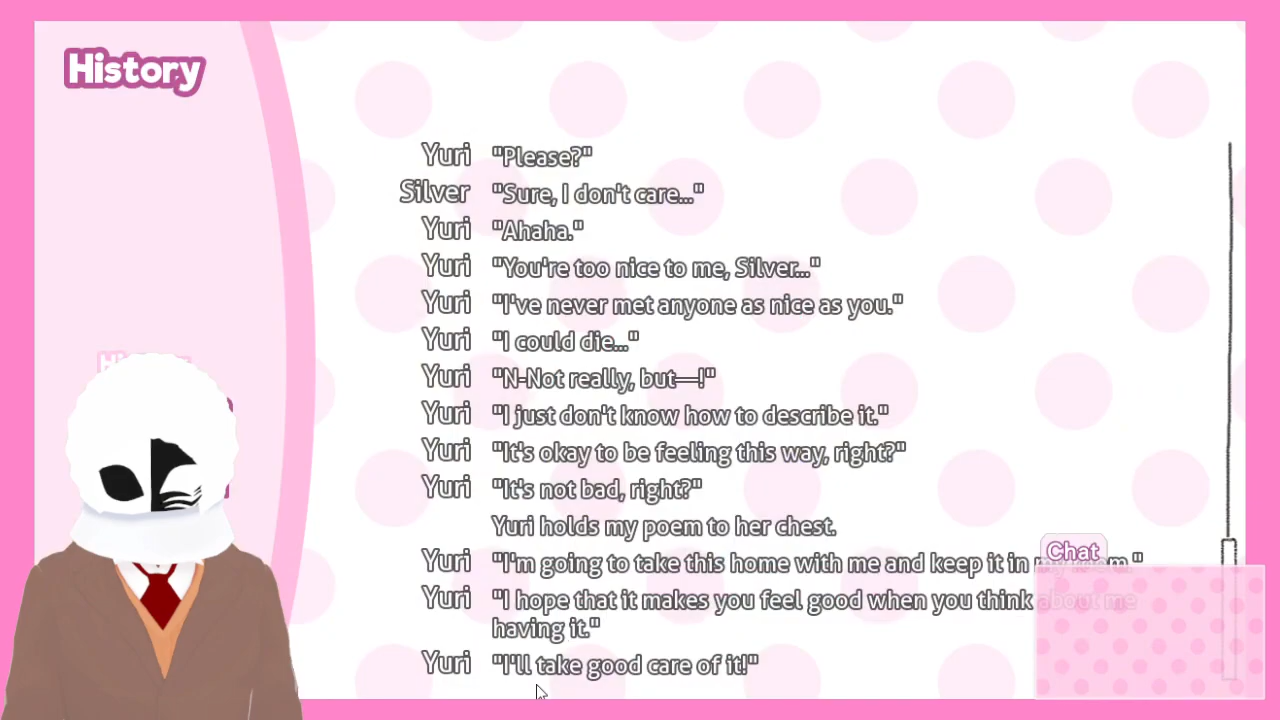 History
Yuri "Please?"
Silver "Sure, I don't care..."
Yuri "Ahaha."
Yuri "You're too nice to me, Silver..."
Yuri "I've never met anyone as nice as you."
Yuri "I could die..."
Yuri "N-Not really, but—!"
Yuri "I just don't know how to describe it."
Yuri "It's okay to be feeling this way, right?"
Yuri "It's not bad, right?"
Yuri holds my poem to her chest.
Yuri "I'm going to take this home with me and keep it in my room."
Yuri "I hope that it makes you feel good when you think about me
having it."
Yuri "I'll take good care of it!"
Chat